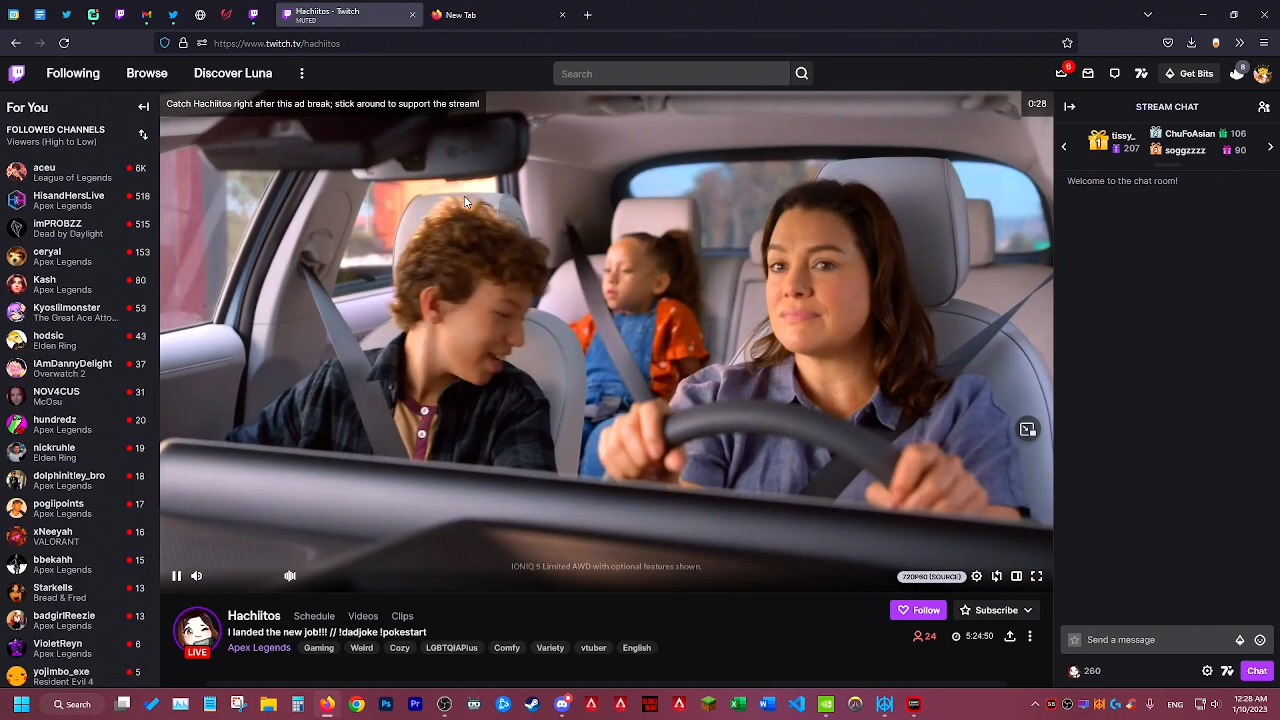 Hachiitos - Twitch
MUTED
New Tab
https://www.twitch.tv/hachiitos
Following
Browse
Discover Luna
Search
6
Get Bits
8
For You
FOLLOWED CHANNELS
Viewers (High to Low)
aceu
6K
League of Legends
HisandHersLive
518
Apex Legends
imPROBZZ
515
Dead by Daylight
ceryal
153
Apex Legends
Kash
80
Apex Legends
Kyoslilmonster
53
The Great Ace Atto...
hodsic
43
Elden Ring
IAmDannyDelight
37
Overwatch 2
NOV4CUS
31
McOsu
hundredz
20
Apex Legends
nickruhle
19
Elden Ring
dolphinitley_bro
18
Apex Legends
pogilpoints
17
Apex Legends
xNeeyah
16
VALORANT
bbekahh
15
Apex Legends
Starkells
13
Bread & Fred
badgirlReezie
13
Apex Legends
VioletReyn
6
Apex Legends
yojimbo_exe
5
Resident Evil 4
Catch Hachiitos right after this ad break; stick around to support the stream!
0:28
IONIQ 5 Limited AWD with optional features shown.
720P60 (SOURCE)
Hachiitos
Schedule
Videos
Clips
Follow
Subscribe
I landed the new job!!! // !dadjoke !pokestart
24
5:24:50
LIVE
Apex Legends
Gaming
Weird
Cozy
LGBTQIAPlus
Comfy
Variety
vtuber
English
STREAM CHAT
1
tissy_
207
ChuFoAsian
106
soggzzzz
90
Welcome to the chat room!
Send a message
260
Chat
Search
12:28 AM
1/10/2023